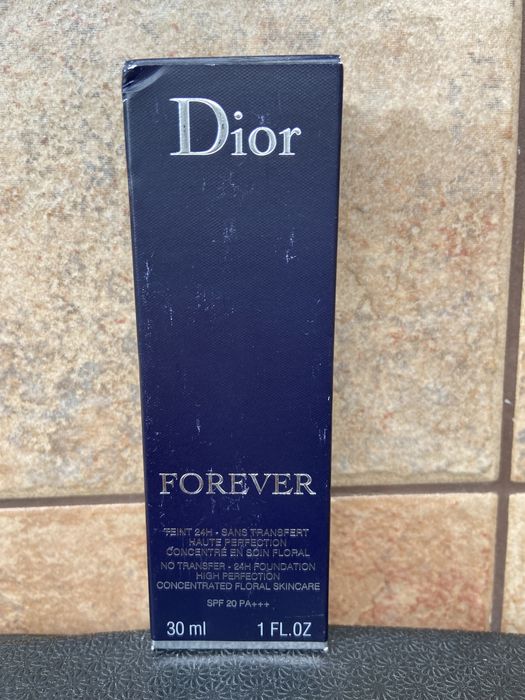 Dior
FOREVER
TEINT 24H - SANS TRANSFERT
HAUTE PERFECTION
CONCENTRÉ EN SOIN FLORAL
NO TRANSFER - 24H FOUNDATION
HIGH PERFECTION
CONCENTRATED FLORAL SKINCARE
SPF 20 PA+++
30 ml 1 FL.OZ